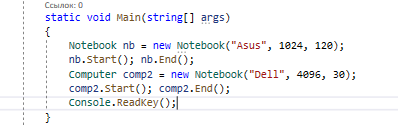 Ссылок: 0
static void Main(string[] args)
{
Notebook nb = new Notebook("Asus", 1024, 120);
nb.Start(); nb.End();
Computer comp2 = new Notebook("Dell", 4096, 30);
comp2.Start(); comp2.End();
Console.ReadKey();
}